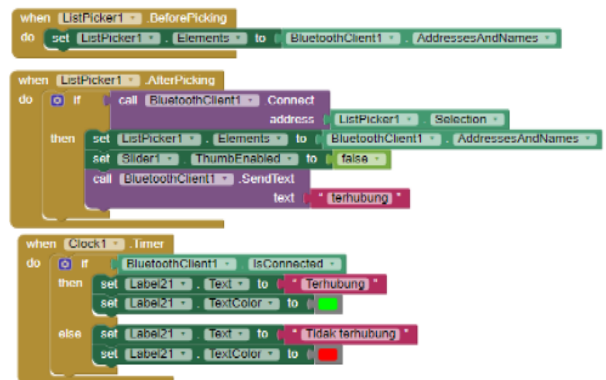 when ListPicker1 .BeforePicking
do set ListPicker1 . Elements to BluetoothClient1 . AddressesAndNames
when ListPicker1 .AfterPicking
do if call BluetoothClient1 .Connect
address ListPicker1 . Selection
then set ListPicker1 . Elements to BluetoothClient1 . AddressesAndNames
set Slider1 . ThumbEnabled to false
call BluetoothClient1 .SendText
text " terhubung "
when Clock1 .Timer
do if BluetoothClient1 . IsConnected
then set Label21 . Text to " Terhubung "
set Label21 . TextColor to
else set Label21 . Text to " Tidak terhubung "
set Label21 . TextColor to